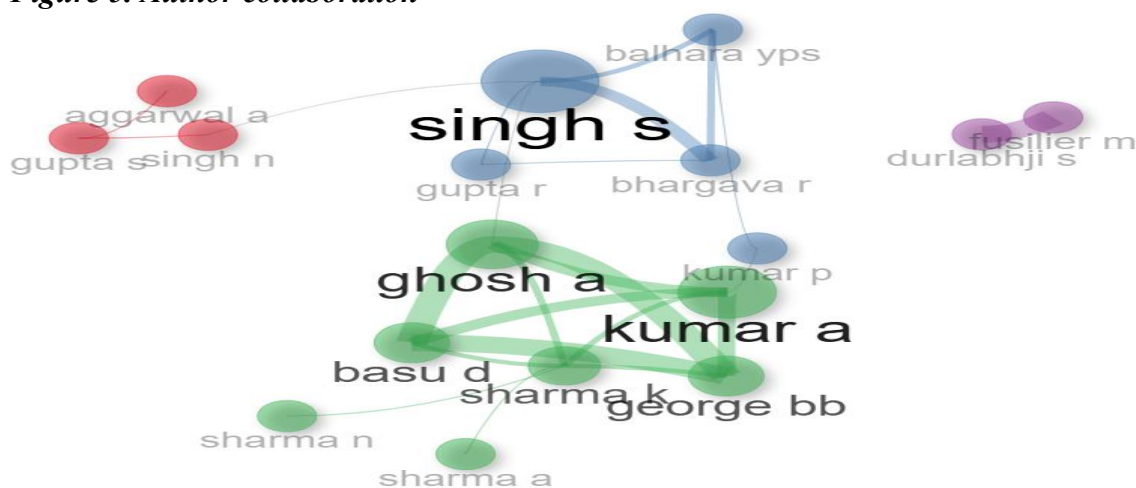 Figure 3. Author collaboration
balhara yps
aggarwal a
singh s
gupta s
singh n
fusilier m
durlabhji s
gupta r
bhargava r
ghosh a
kumar p
kumar a
basu d
sharma k
george bb
sharma n
sharma a